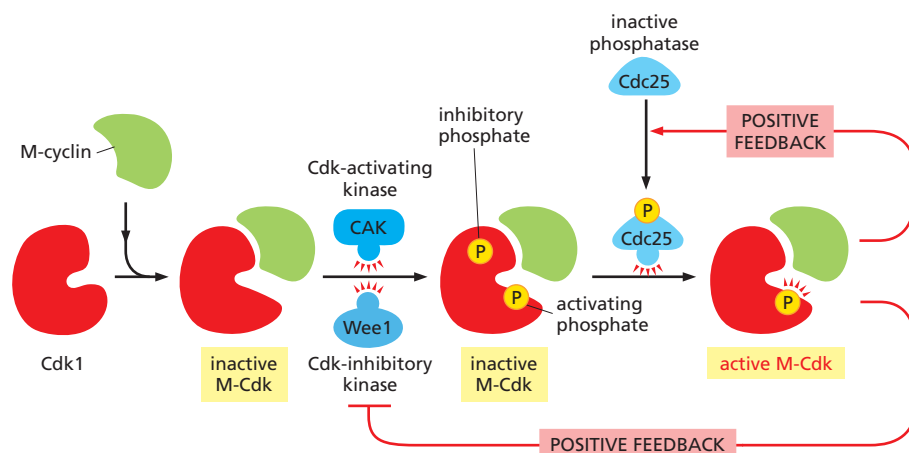 inactive
phosphatase
Cdc25
inhibitory
phosphate
POSITIVE
FEEDBACK
M-cyclin
Cdk-activating
kinase
CAK
P
Cdc25
P
P
P
activating
phosphate
Wee1
Cdk1
inactive
M-Cdk
Cdk-inhibitory
kinase
inactive
M-Cdk
active M-Cdk
POSITIVE FEEDBACK